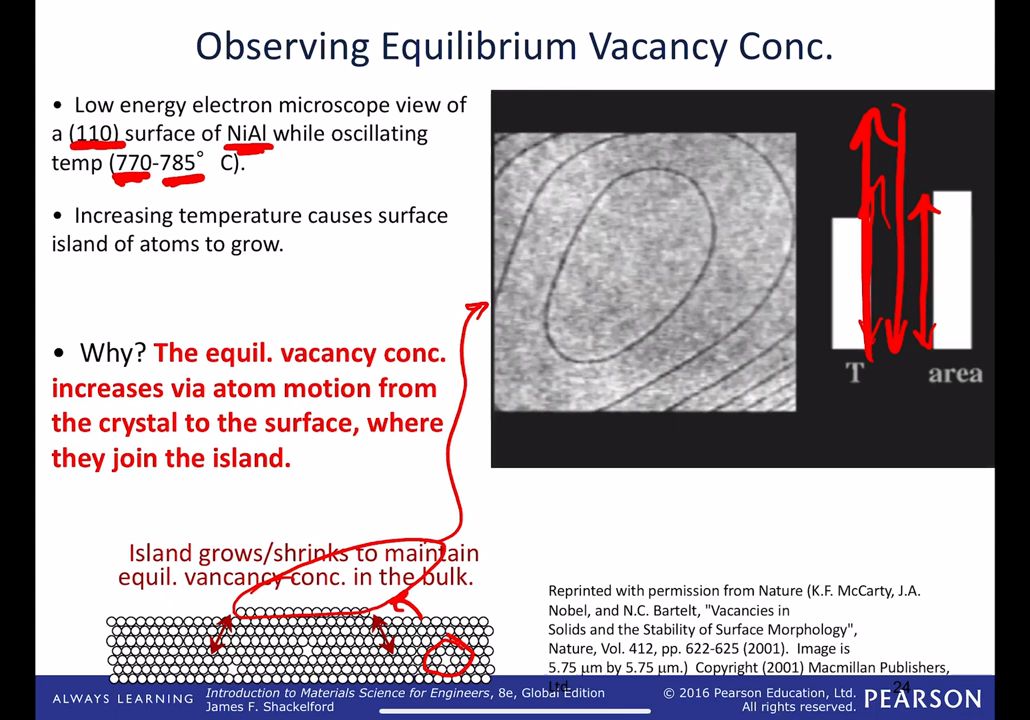 Observing Equilibrium Vacancy Conc.
• Low energy electron microscope view of
a (110) surface of NiAl while oscillating
temp (770-785° C).
• Increasing temperature causes surface
island of atoms to grow.
• Why? The equil. vacancy conc.
increases via atom motion from
the crystal to the surface, where
they join the island.
T
area
Island grows/shrinks to maintain
equil. vancancy conc. in the bulk.
Reprinted with permission from Nature (K.F. McCarty, J.A.
Nobel, and N.C. Bartelt, "Vacancies in
Solids and the Stability of Surface Morphology",
Nature, Vol. 412, pp. 622-625 (2001). Image is
5.75 μm by 5.75 μm.) Copyright (2001) Macmillan Publishers,
Ltd.
24
ALWAYS LEARNING
Introduction to Materials Science for Engineers, 8e, Global Edition
James F. Shackelford
© 2016 Pearson Education, Ltd.
All rights reserved.
PEARSON